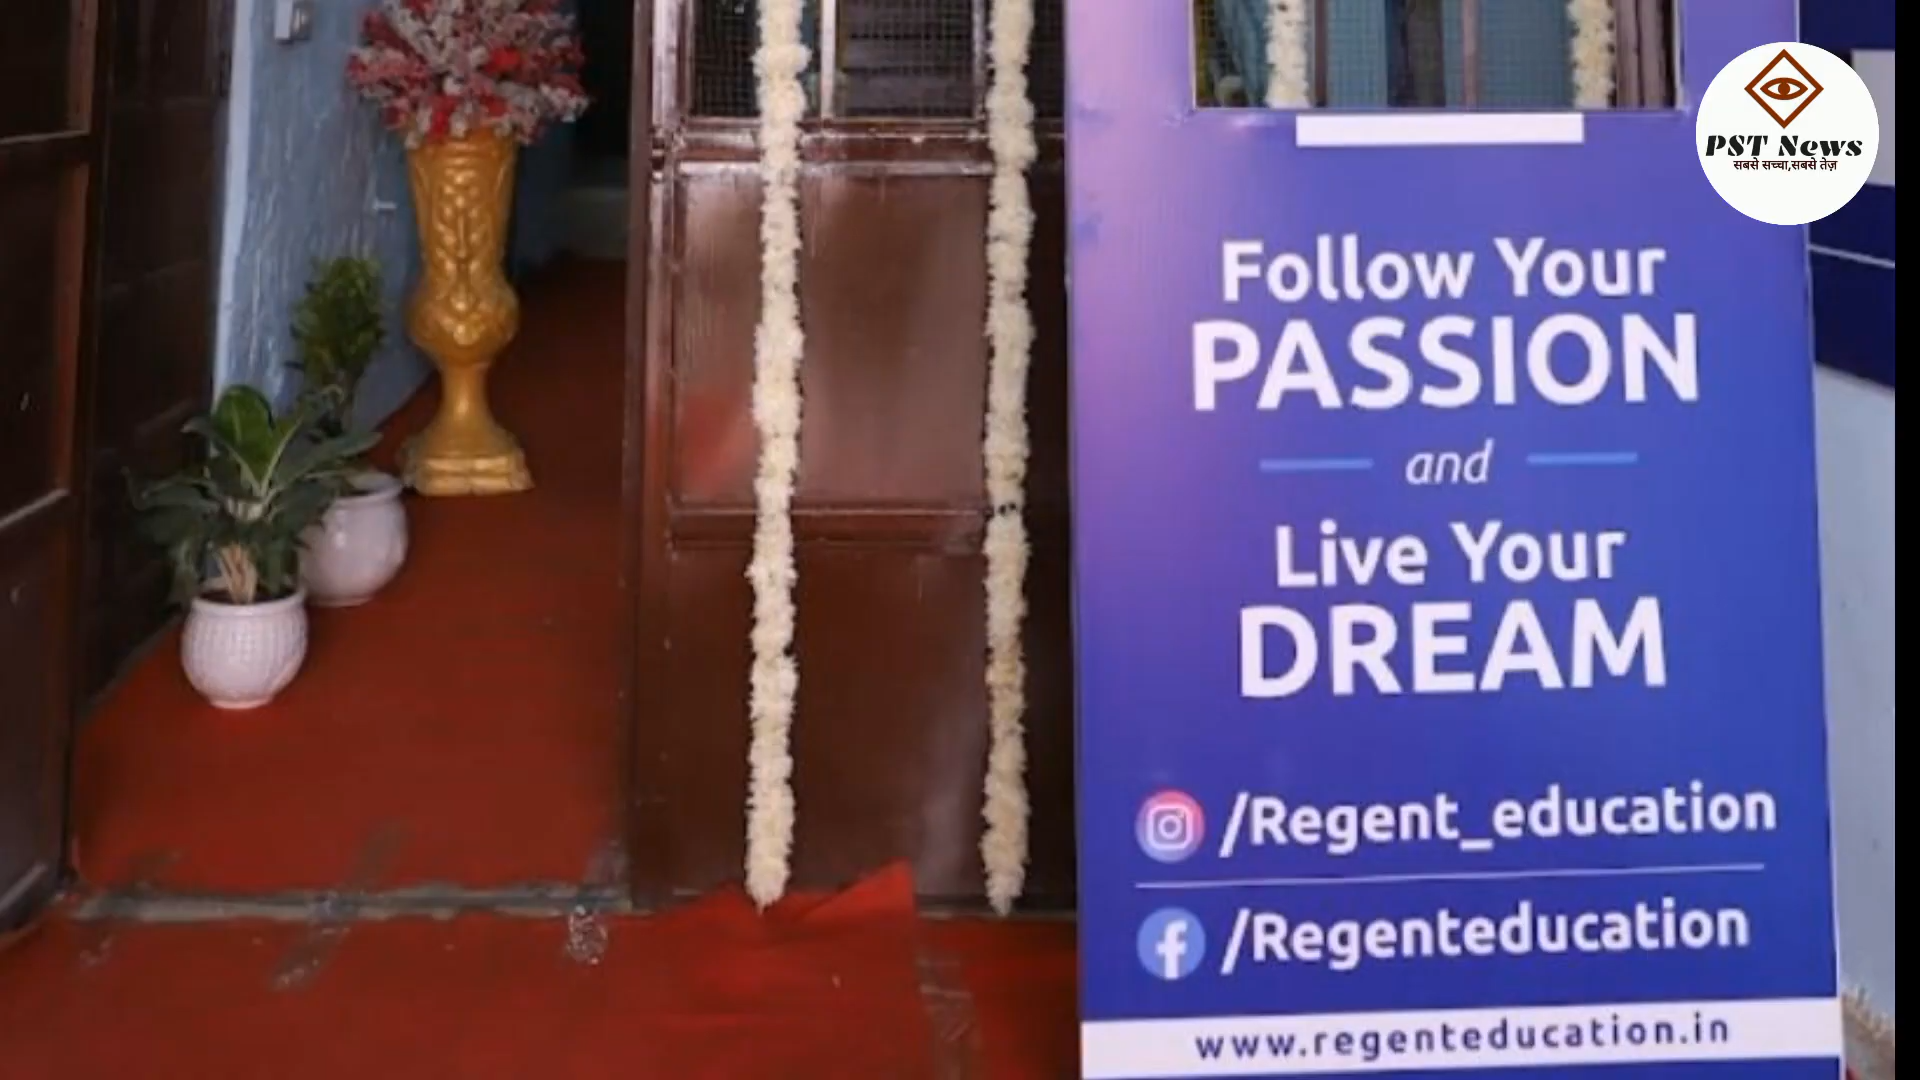 PST News
सबसे सच्चा,सबसे तेज़
Follow Your
PASSION
and
Live Your
DREAM
/Regent_education
/Regenteducation
www.regenteducation.in